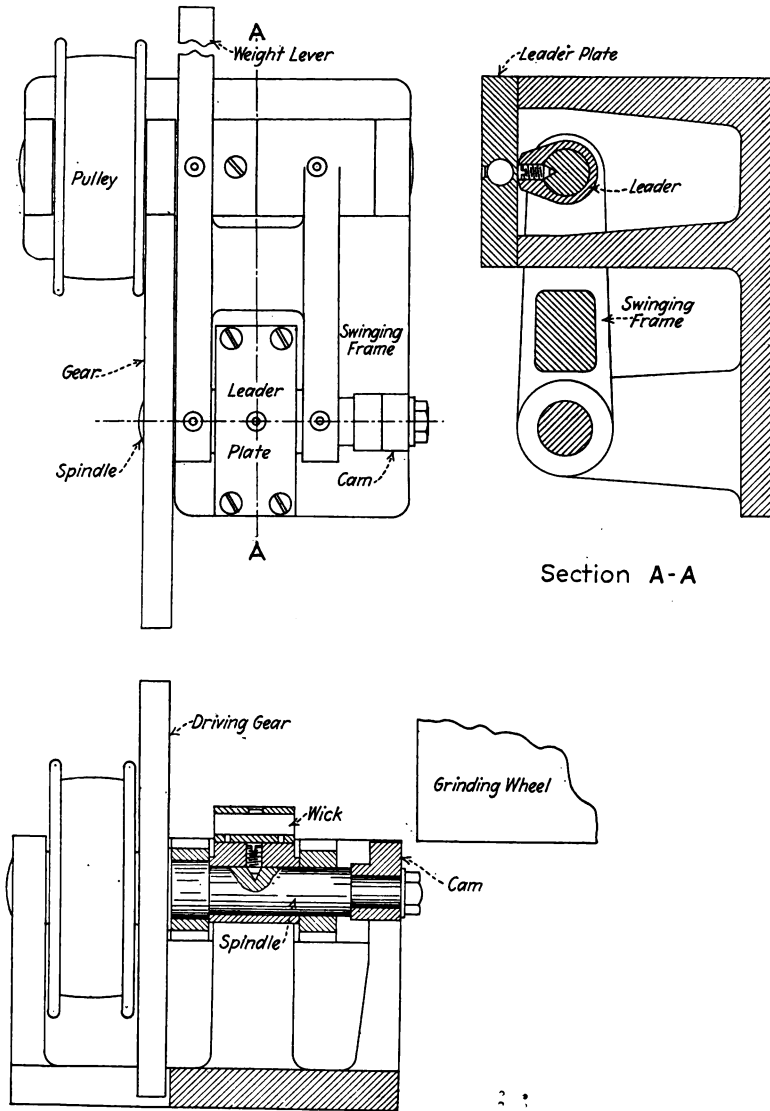 A
Weight Lever
Leader Plate
Pulley
Leader
Swinging
Frame
Swinging
Frame
Gear
Leader
Plate
Spindle
Cam
A
Section A-A
Driving Gear
Grinding Wheel
Wick
Cam
Spindle